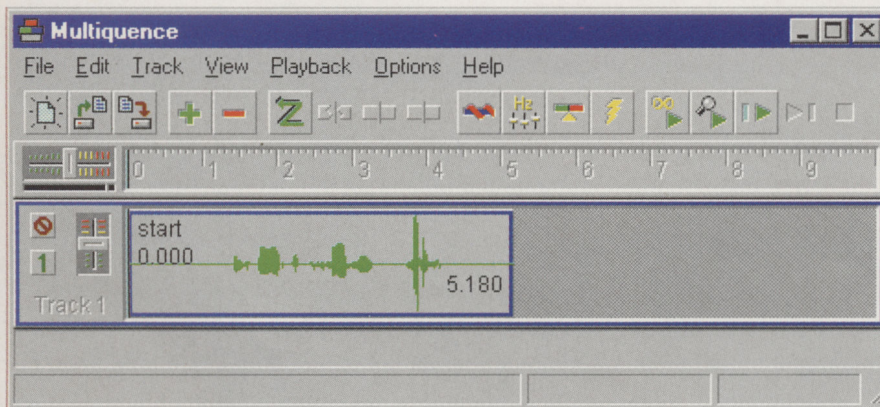 Multiquence
File Edit Track View Playback Options Help
Hz
0 1 2 3 4 5 6 7 8 9
start
0.000
5.180
1
Track 1